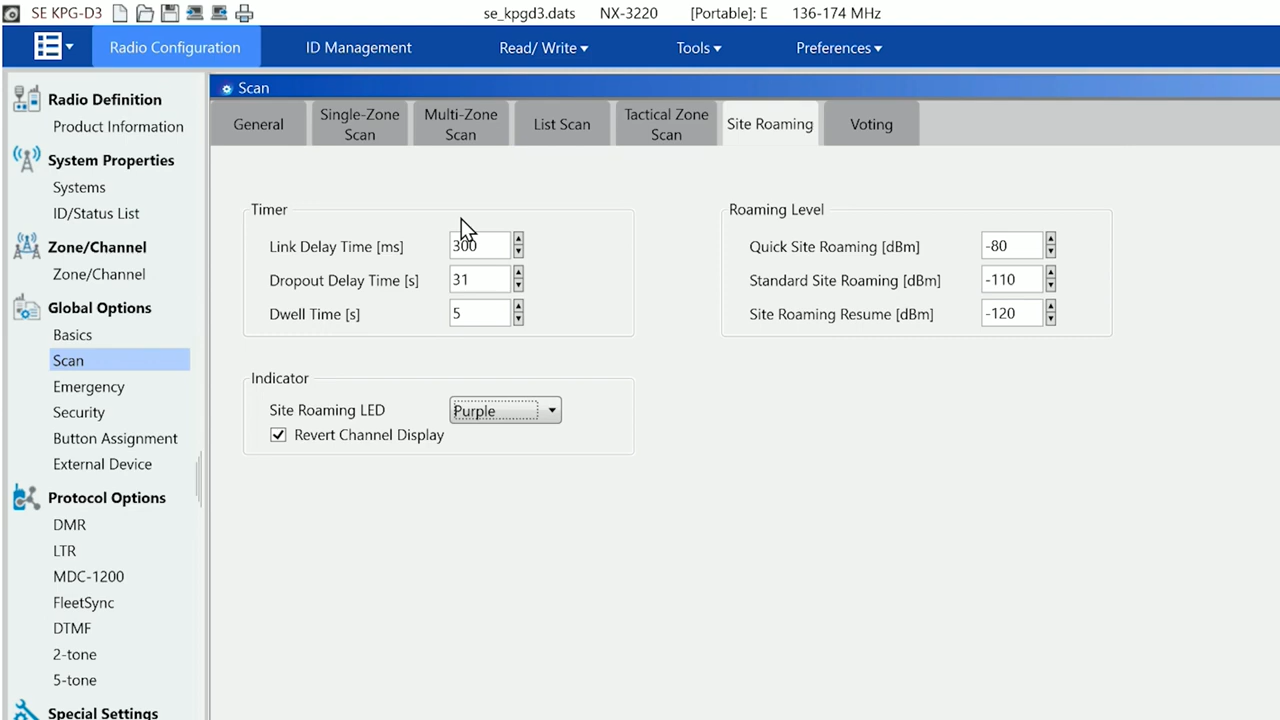 SE KPG-D3 se_kpgd3.dats NX-3220 [Portable]: E 136-174 MHz
Radio Configuration ID Management Read/ Write Tools Preferences
Radio Definition
Product Information
System Properties
Systems
ID/Status List
Zone/Channel
Zone/Channel
Global Options
Basics
Scan
Emergency
Security
Button Assignment
External Device
Protocol Options
DMR
LTR
MDC-1200
FleetSync
DTMF
2-tone
5-tone
Special Settings
Scan
General
Single-Zone
Scan
Multi-Zone
Scan
List Scan
Tactical Zone
Scan
Site Roaming
Voting
Timer
Link Delay Time [ms] 300
Dropout Delay Time [s] 31
Dwell Time [s] 5
Roaming Level
Quick Site Roaming [dBm] -80
Standard Site Roaming [dBm] -110
Site Roaming Resume [dBm] -120
Indicator
Site Roaming LED Purple
Revert Channel Display